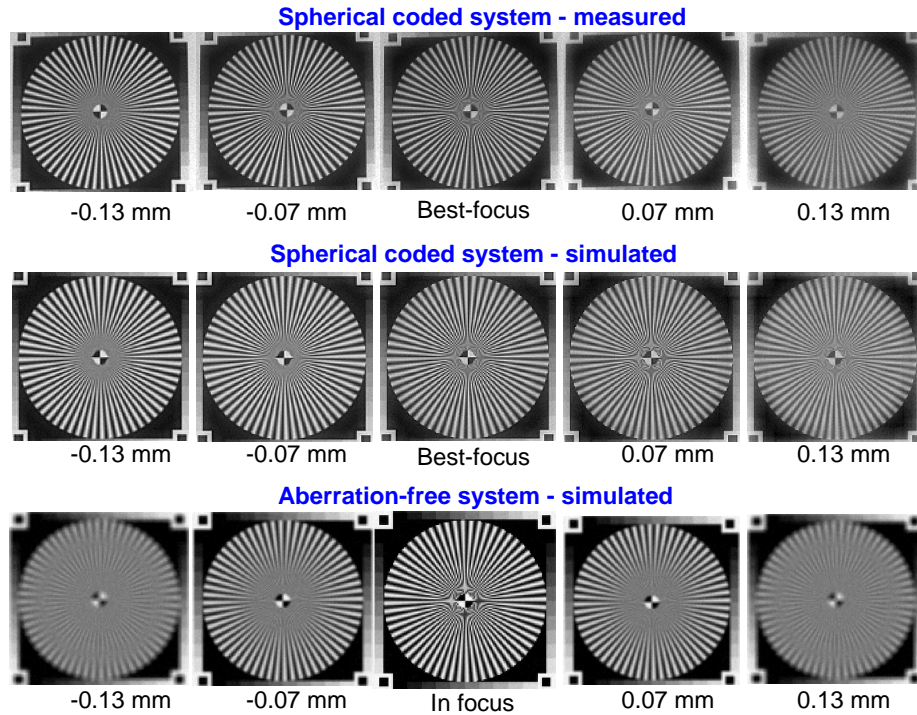 Spherical coded system - measured
-0.13 mm -0.07 mm Best-focus 0.07 mm 0.13 mm
Spherical coded system - simulated
-0.13 mm -0.07 mm Best-focus 0.07 mm 0.13 mm
Aberration-free system - simulated
-0.13 mm -0.07 mm In focus 0.07 mm 0.13 mm